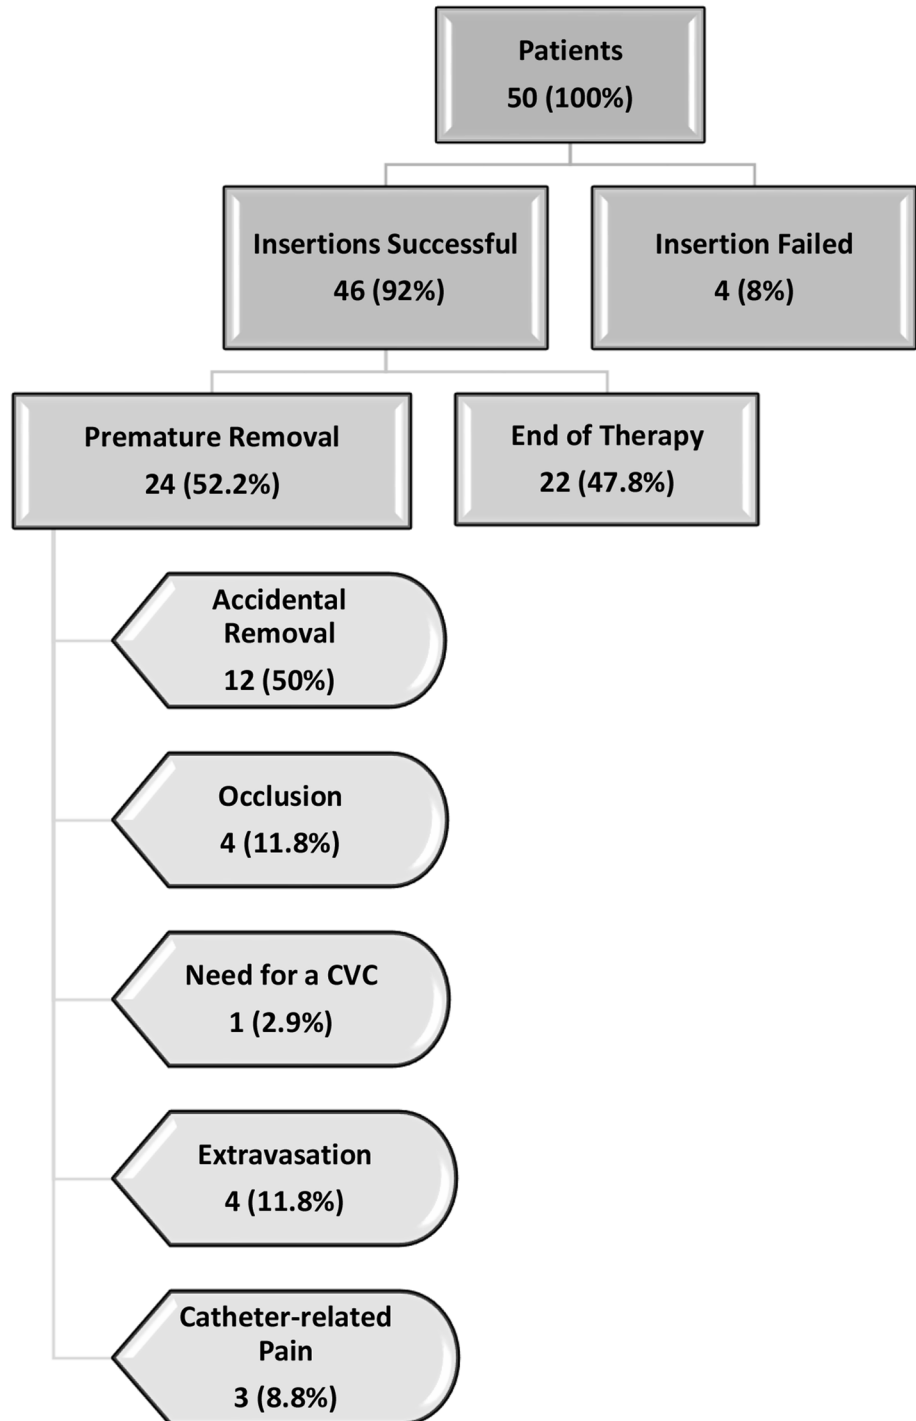 Patients
50 (100%)
Insertions Successful
46 (92%)
Insertion Failed
4 (8%)
Premature Removal
24 (52.2%)
End of Therapy
22 (47.8%)
Accidental
Removal
12 (50%)
Occlusion
4 (11.8%)
Need for a CVC
1 (2.9%)
Extravasation
4 (11.8%)
Catheter-related
Pain
3 (8.8%)